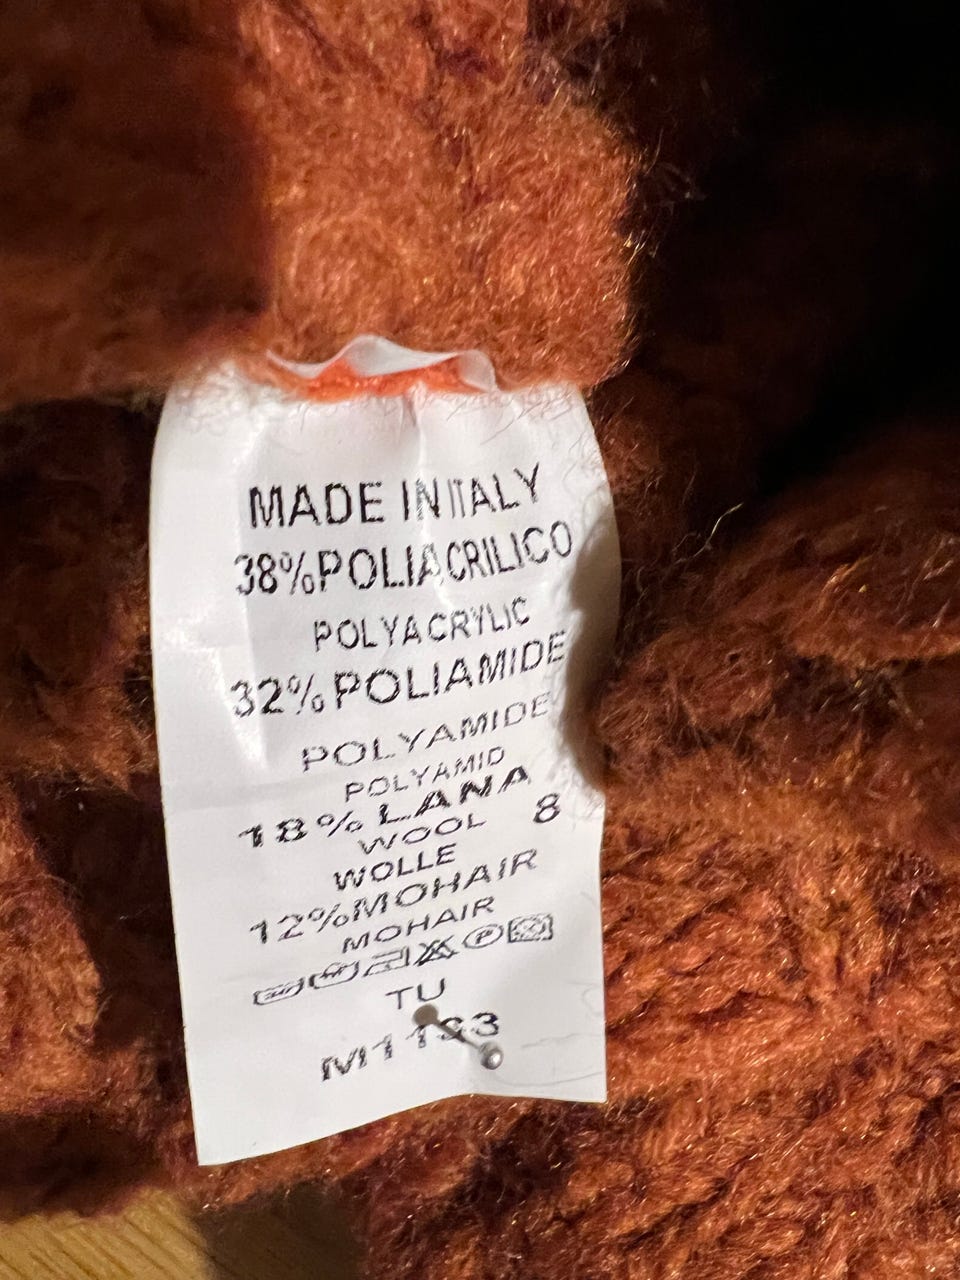 MADE IN ITALY
38%POLIACRILICO
POLYACRYLIC
32%POLIAMIDE
POLYAMIDE
POLYAMID
18%LANA
WOOL 8
WOLLE
12%MOHAIR
MOHAIR
P
TU